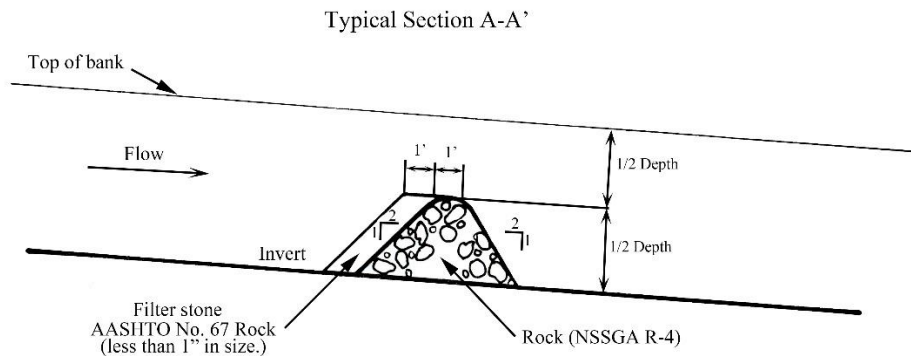 Typical Section A-A’
Top of bank
Flow
1’ 1’
1/2 Depth
2
1
2
1
1/2 Depth
Invert
Filter stone
AASHTO No. 67 Rock
(less than 1” in size.)
Rock (NSSGA R-4)